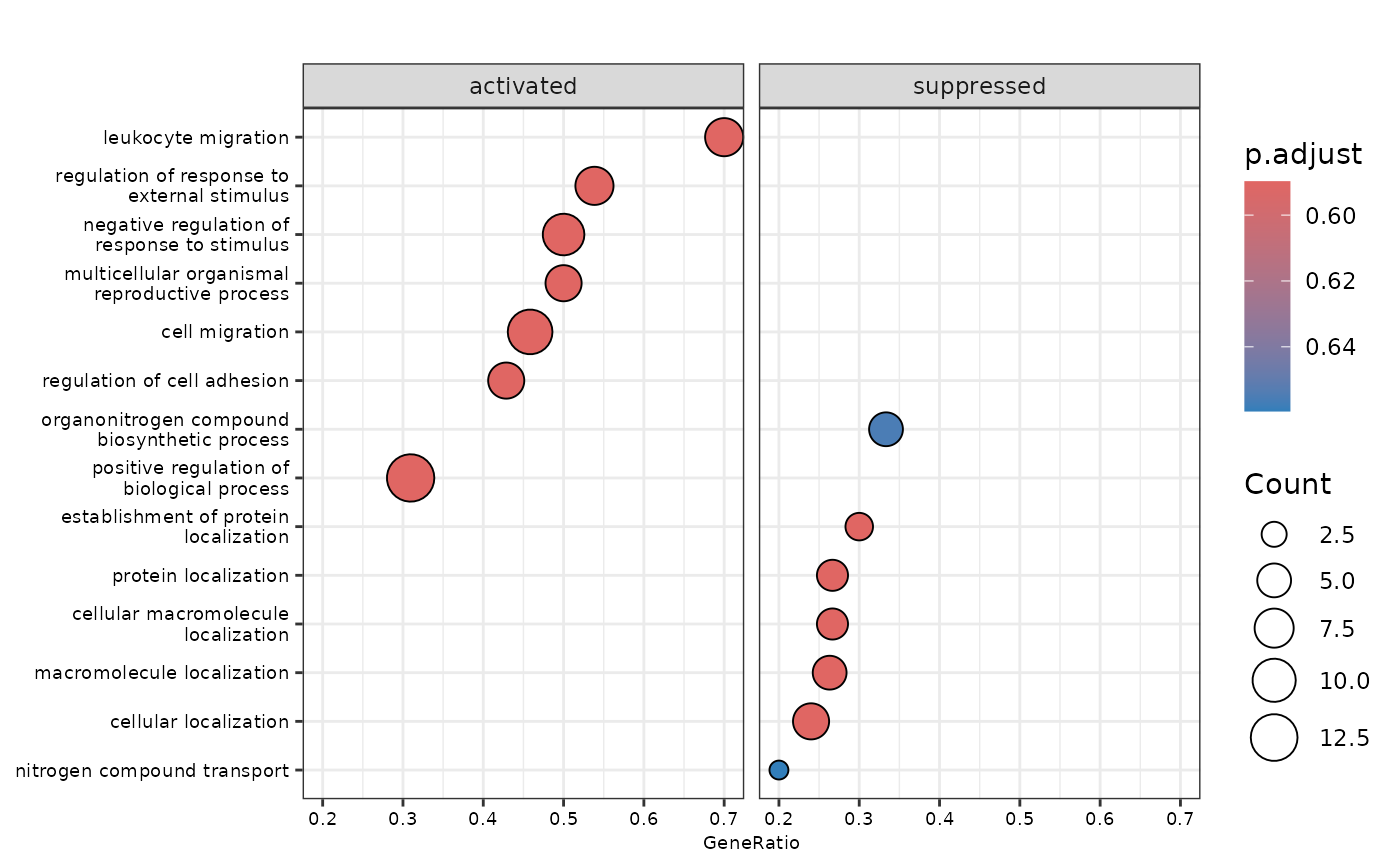 activated
suppressed
leukocyte migration
regulation of response to
external stimulus
negative regulation of
response to stimulus
multicellular organismal
reproductive process
cell migration
regulation of cell adhesion
organonitrogen compound
biosynthetic process
positive regulation of
biological process
establishment of protein
localization
protein localization
cellular macromolecule
localization
macromolecule localization
cellular localization
nitrogen compound transport
0.2 0.3 0.4 0.5 0.6 0.7
0.2 0.3 0.4 0.5 0.6 0.7
GeneRatio
p.adjust
0.60
0.62
0.64
Count
2.5
5.0
7.5
10.0
12.5